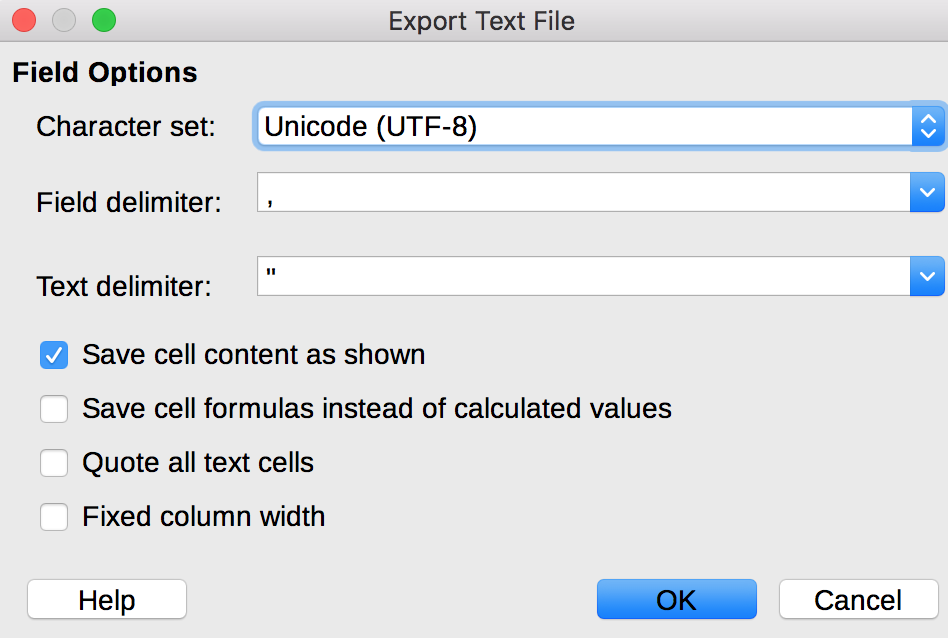 Export Text File
Field Options
Character set: Unicode (UTF-8)
Field delimiter: ,
Text delimiter: "
Save cell content as shown
Save cell formulas instead of calculated values
Quote all text cells
Fixed column width
Help OK Cancel